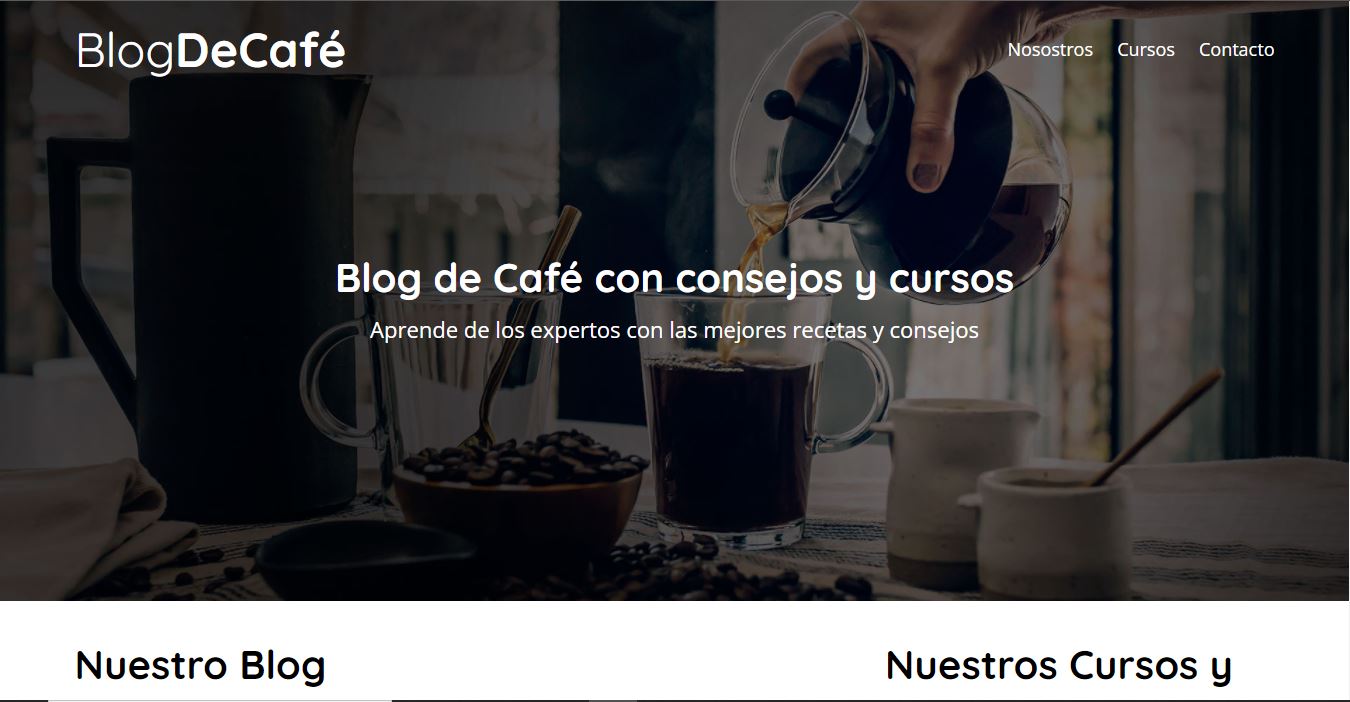 BlogDeCafé
Nosostros Cursos Contacto
Blog de Café con consejos y cursos
Aprende de los expertos con las mejores recetas y consejos
Nuestro Blog
Nuestros Cursos y